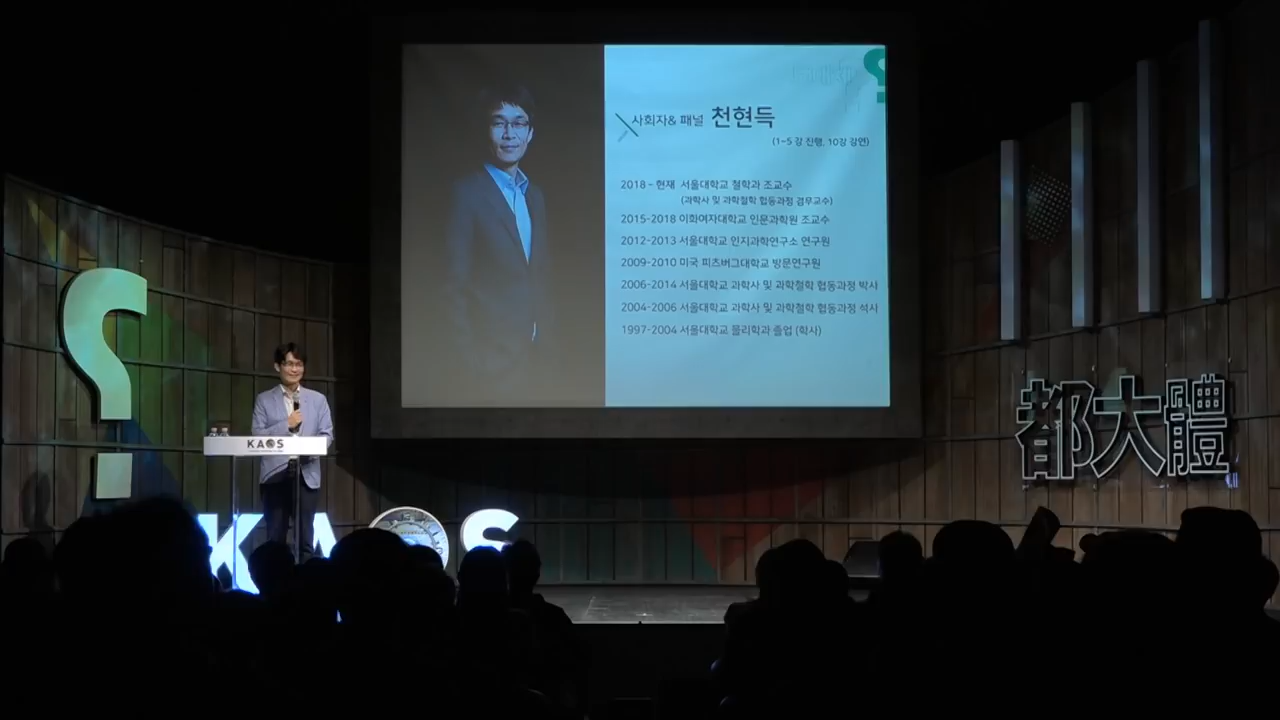 사회자& 패널 천현득
(1-5 강 진행, 10강 강연)
2018 - 현재 서울대학교 철학과 조교수
(과학사 및 과학철학 협동과정 겸무교수)
2015-2018 이화여자대학교 인문과학원 조교수
2012-2013 서울대학교 인지과학연구소 연구원
2009-2010 미국 피츠버그대학교 방문연구원
2006-2014 서울대학교 과학사 및 과학철학 협동과정 박사
2004-2006 서울대학교 과학사 및 과학철학 협동과정 석사
1997-2004 서울대학교 물리학과 졸업 (학사)
都大體
KAOS
KAOS